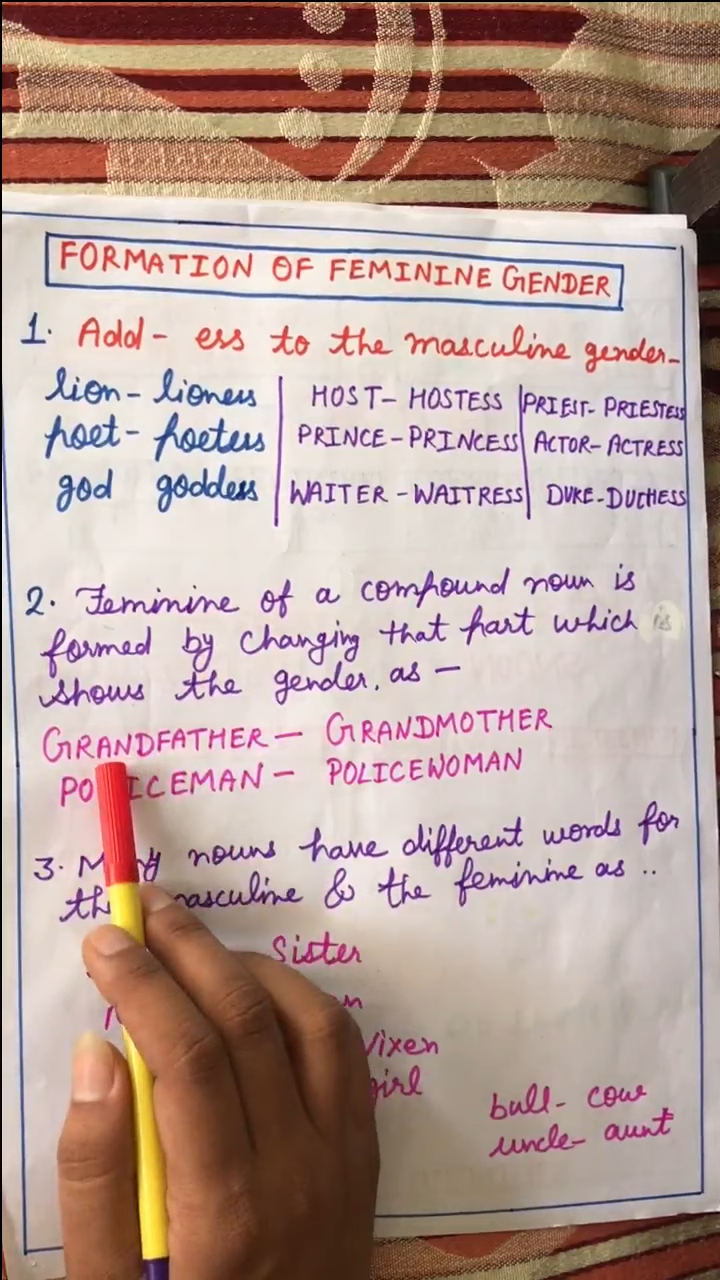 FORMATION OF FEMININE GENDER
1. Add - ess to the masculine gender -
lion - lioness
poet - poetess
god goddess
HOST - HOSTESS
PRINCE - PRINCESS
WAITER - WAITRESS
PRIEST - PRIESTESS
ACTOR - ACTRESS
DUKE - DUCHESS
2. Feminine of a compound noun is
formed by changing that part which is
shows the gender. as -
GRANDFATHER - GRANDMOTHER
POLICEMAN - POLICEWOMAN
3. nouns have different words for
masculine & the feminine as ..
Sister
Vixen
girl
bull - cow
uncle - aunt